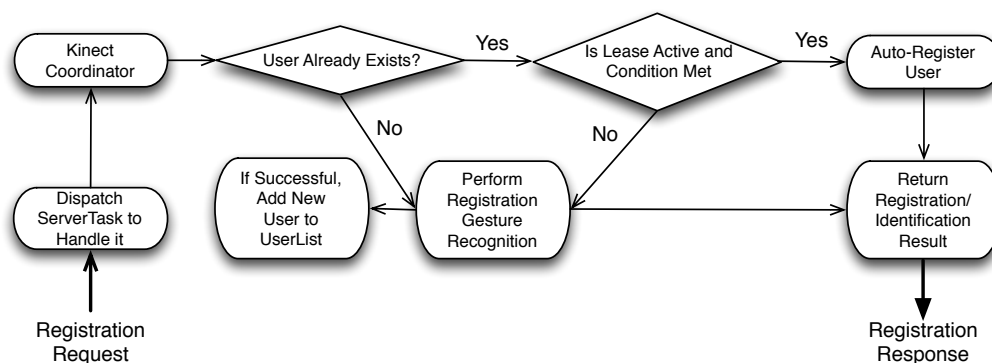 Kinect
Coordinator
User Already Exists?
Yes
Is Lease Active and
Condition Met
Yes
Auto-Register
User
No
No
Dispatch
ServerTask to
Handle it
If Successful,
Add New
User to
UserList
Perform
Registration
Gesture
Recognition
Return
Registration/
Identification
Result
Registration
Request
Registration
Response